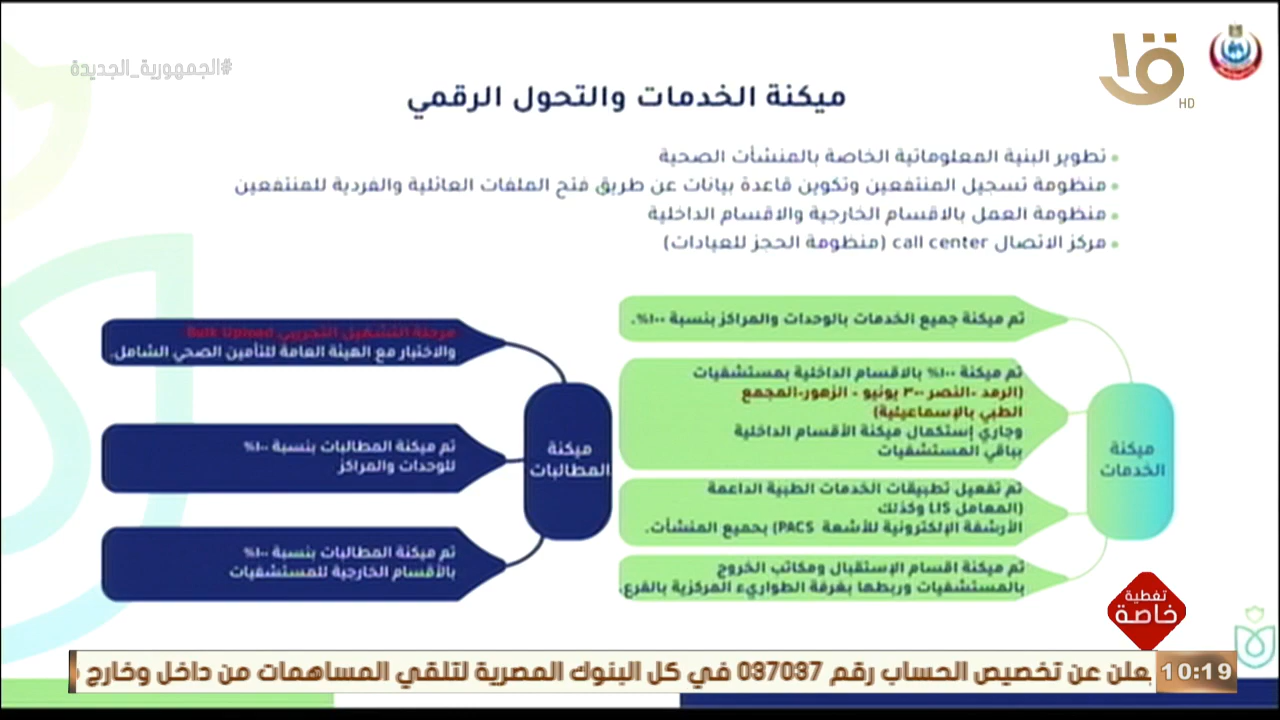 #الجمهورية_الجديدة
HD
ميكنة الخدمات والتحول الرقمي
تطوير البنية المعلوماتية الخاصة بالمنشأت الصحية
منظومة تسجيل المنتفعين وتكوين قاعدة بيانات عن طريق فتح الملفات العائلية والفردية للمنتفعين
منظومة العمل بالاقسام الخارجية والاقسام الداخلية
مركز الاتصال call center (منظومة الحجز للعيادات)
ميكنة
الخدمات
تم ميكنة جميع الخدمات بالوحدات والمراكز بنسبة ١٠٠%.
تم ميكنة ١٠٠% بالاقسام الداخلية بمستشفيات
(الرمد -النصر -٣٠ يونيو - الزهور-المجمع
الطبي بالإسماعيلية)
وجاري إستكمال ميكنة الأقسام الداخلية
بباقي المستشفيات
تم تفعيل تطبيقات الخدمات الطبية الداعمة
(المعامل LIS وكذلك
الأرشفة الإلكترونية للأشعة PACS) بجميع المنشأت.
تم ميكنة اقسام الإستقبال ومكاتب الخروج
بالمستشفيات وربطها بغرفة الطواريء المركزية بالفرع.
ميكنة
المطالبات
مرحلة التشغيل التجريبي Bulk Upload
والاختبار مع الهيئة العامة للتأمين الصحي الشامل.
تم ميكنة المطالبات بنسبة ١٠٠%
للوحدات والمراكز
تم ميكنة المطالبات بنسبة ١٠٠%
بالأقسام الخارجية للمستشفيات
تغطية
خاصة
10:19
يعلن عن تخصيص الحساب رقم 037037 في كل البنوك المصرية لتلقي المساهمات من داخل وخارج